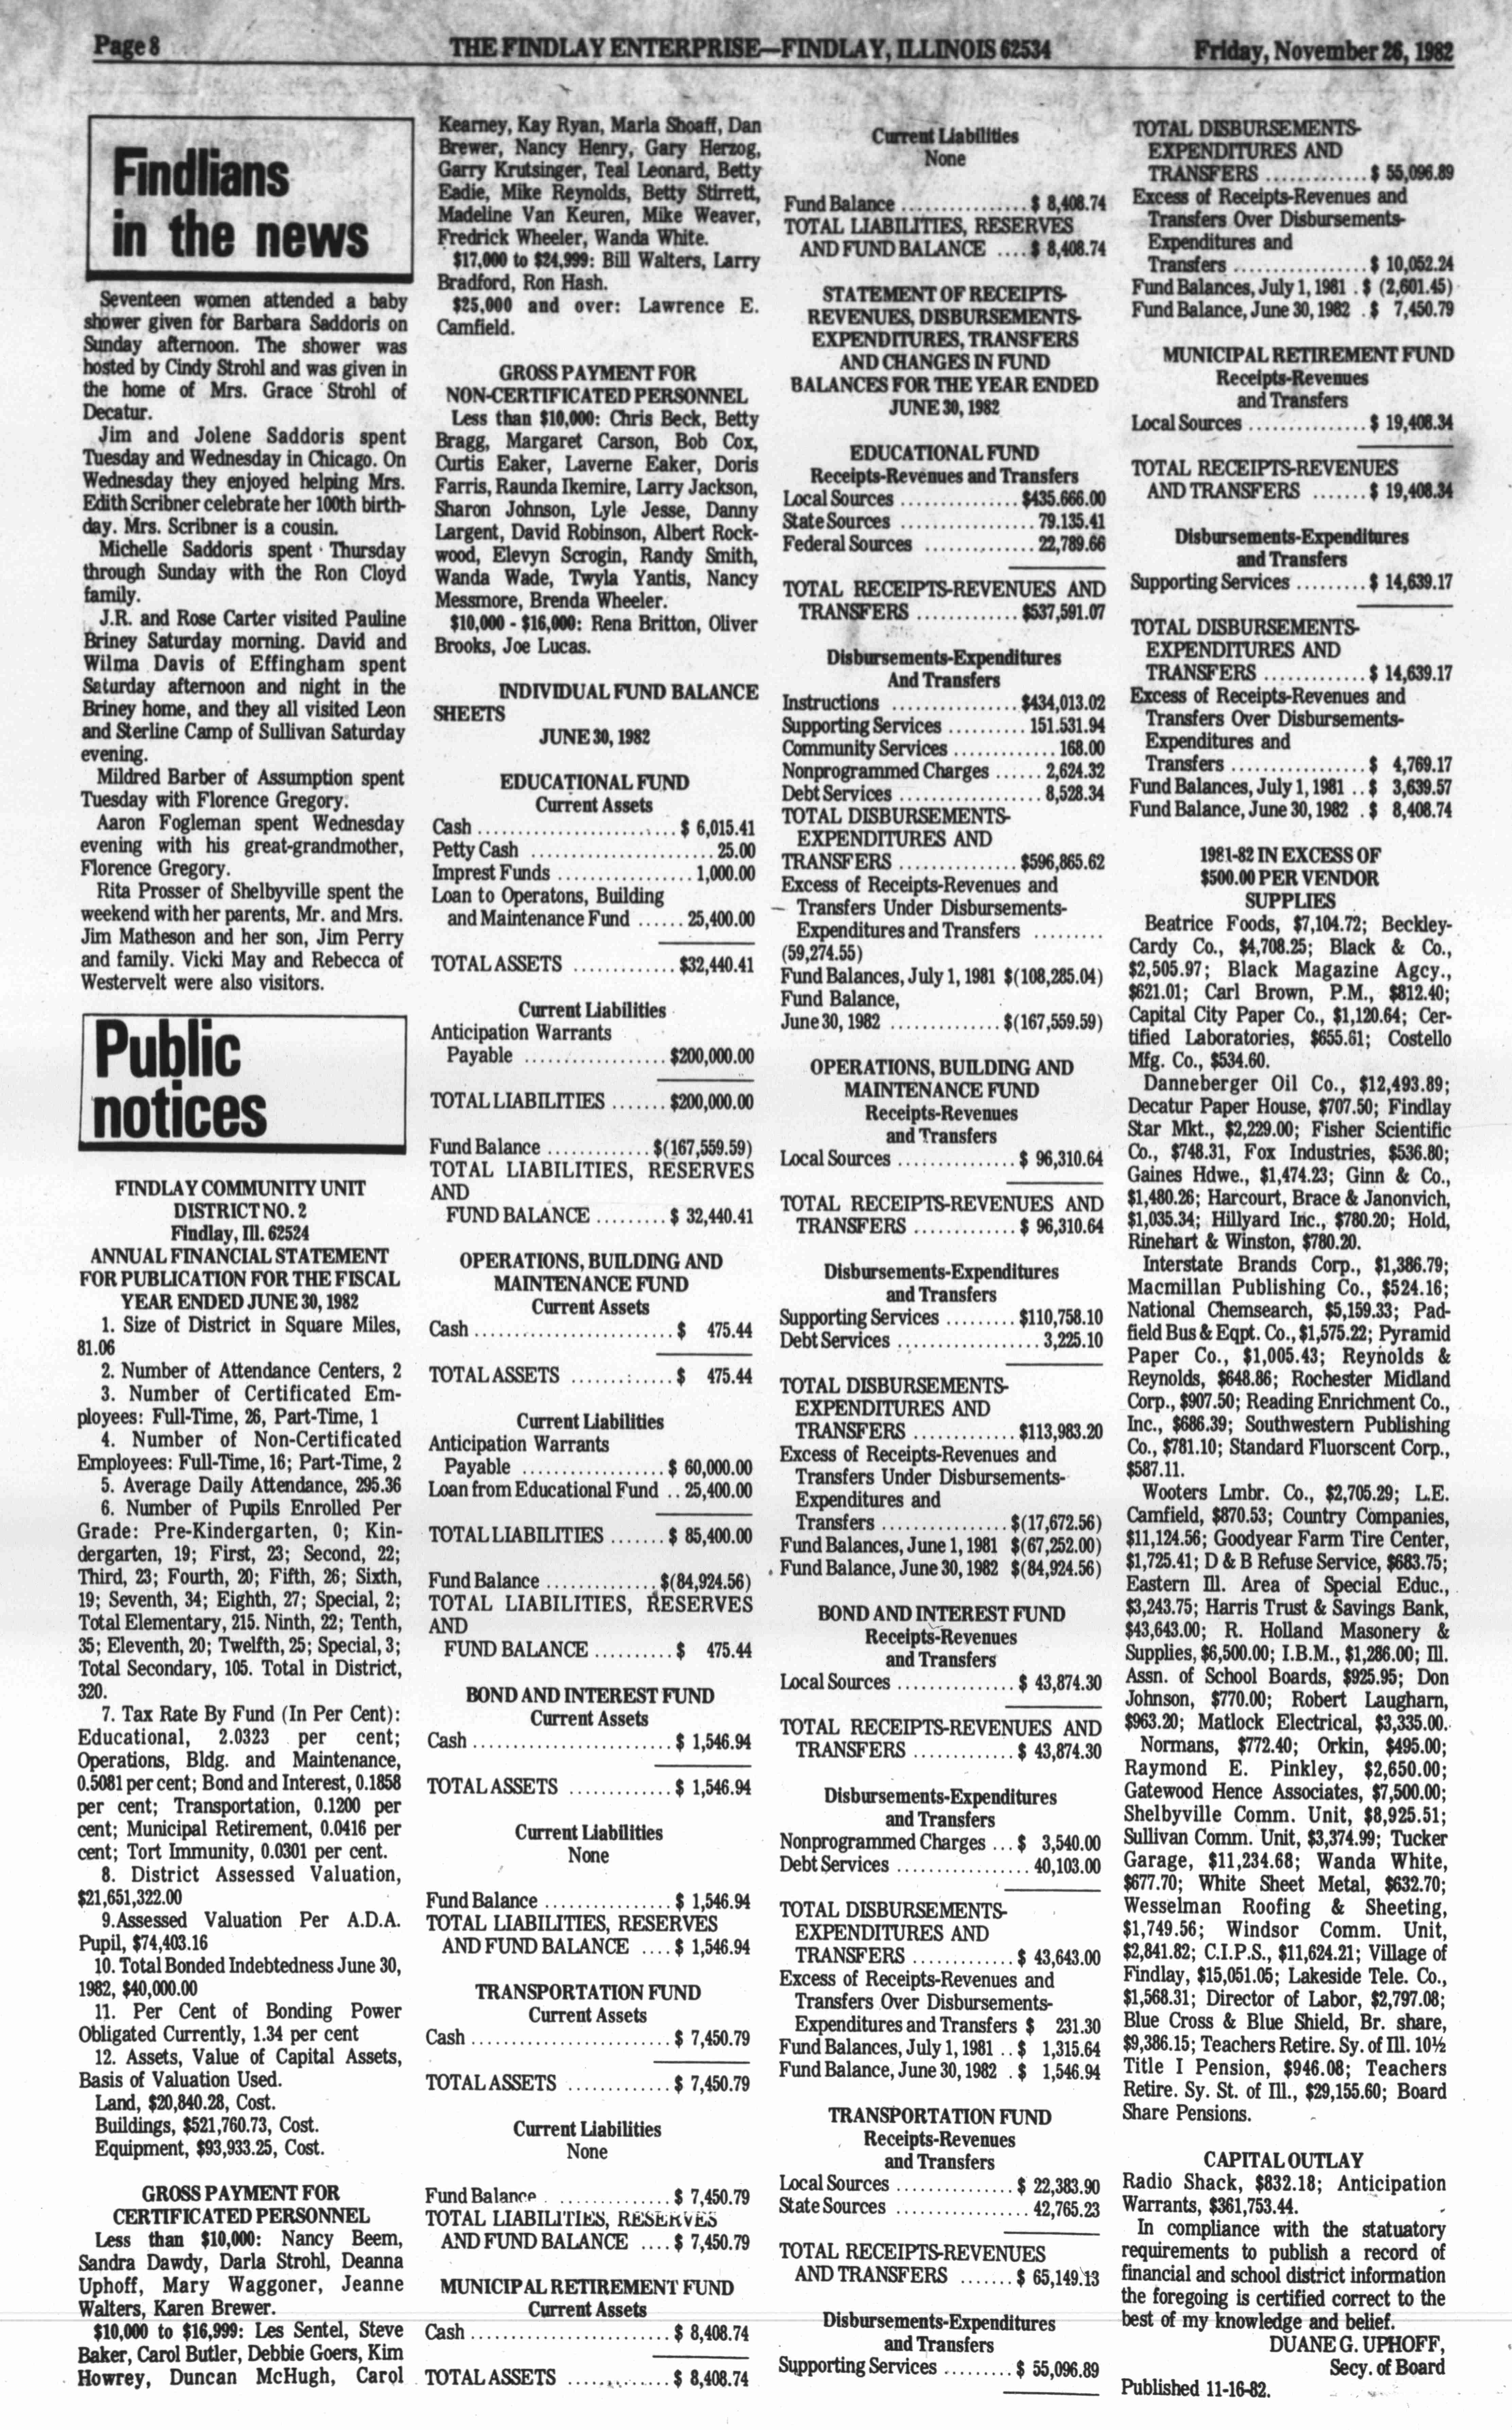 Page 8
THE FINDLAY ENTERPRISE—FINDLAY, ILLINOIS 62534
Friday, November 26, 1982
Findlians
in the news
Seventeen women attended a baby
shower given for Barbara Saddoris on
Sunday afternoon. The shower was
hosted by Cindy Strohl and was given in
the home of Mrs. Grace Strohl of
Decatur.
Jim and Jolene Saddoris spent
Tuesday and Wednesday in Chicago. On
Wednesday they enjoyed helping Mrs.
Edith Scribner celebrate her 100th birth-
day. Mrs. Scribner is a cousin.
Michelle Saddoris spent Thursday
through Sunday with the Ron Cloyd
family.
J.R. and Rose Carter visited Pauline
Briney Saturday morning. David and
Wilma Davis of Effingham spent
Saturday afternoon and night in the
Briney home, and they all visited Leon
and Sterline Camp of Sullivan Saturday
evening.
Mildred Barber of Assumption spent
Tuesday with Florence Gregory.
Aaron Fogleman spent Wednesday
evening with his great-grandmother,
Florence Gregory.
Rita Prosser of Shelbyville spent the
weekend with her parents, Mr. and Mrs.
Jim Matheson and her son, Jim Perry
and family. Vicki May and Rebecca of
Westervelt were also visitors.
Public
notices
FINDLAY COMMUNITY UNIT
DISTRICT NO. 2
Findlay, Ill. 62524
ANNUAL FINANCIAL STATEMENT
FOR PUBLICATION FOR THE FISCAL
YEAR ENDED JUNE 30, 1982
1. Size of District in Square Miles,
81.06
2. Number of Attendance Centers, 2
3. Number of Certificated Em-
ployees: Full-Time, 26, Part-Time, 1
4. Number of Non-Certificated
Employees: Full-Time, 16; Part-Time, 2
5. Average Daily Attendance, 295.36
6. Number of Pupils Enrolled Per
Grade: Pre-Kindergarten, 0; Kin-
dergarten, 19; First, 23; Second, 22;
Third, 23; Fourth, 20; Fifth, 26; Sixth,
19; Seventh, 34; Eighth, 27; Special, 2;
Total Elementary, 215. Ninth, 22; Tenth,
35; Eleventh, 20; Twelfth, 25; Special, 3;
Total Secondary, 105. Total in District,
320.
7. Tax Rate By Fund (In Per Cent):
Educational, 2.0323 per cent;
Operations, Bldg. and Maintenance,
0.5081 per cent; Bond and Interest, 0.1858
per cent; Transportation, 0.1200 per
cent; Municipal Retirement, 0.0416 per
cent; Tort Immunity, 0.0301 per cent.
8. District Assessed Valuation,
$21,651,322.00
9.Assessed Valuation Per A.D.A.
Pupil, $74,403.16
10. Total Bonded Indebtedness June 30,
1982, $40,000.00
11. Per Cent of Bonding Power
Obligated Currently, 1.34 per cent
12. Assets, Value of Capital Assets,
Basis of Valuation Used.
Land, $20,840.28, Cost.
Buildings, $521,760.73, Cost.
Equipment, $93,933.25, Cost.
GROSS PAYMENT FOR
CERTIFICATED PERSONNEL
Less than $10,000: Nancy Beem,
Sandra Dawdy, Darla Strohl, Deanna
Uphoff, Mary Waggoner, Jeanne
Walters, Karen Brewer.
$10,000 to $16,999: Les Sentel, Steve
Baker, Carol Butler, Debbie Goers, Kim
Howrey, Duncan McHugh, Carol
Kearney, Kay Ryan, Marla Shoaff, Dan
Brewer, Nancy Henry, Gary Herzog,
Garry Krutsinger, Teal Leonard, Betty
Eadie, Mike Reynolds, Betty Stirrett,
Madeline Van Keuren, Mike Weaver,
Fredrick Wheeler, Wanda White.
$17,000 to $24,999: Bill Walters, Larry
Bradford, Ron Hash.
$25,000 and over: Lawrence E.
Camfield.
GROSS PAYMENT FOR
NON-CERTIFICATED PERSONNEL
Less than $10,000: Chris Beck, Betty
Bragg, Margaret Carson, Bob Cox,
Curtis Eaker, Laverne Eaker, Doris
Farris, Raunda Ikemire, Larry Jackson,
Sharon Johnson, Lyle Jesse, Danny
Largent, David Robinson, Albert Rock-
wood, Elevyn Scrogin, Randy Smith,
Wanda Wade, Twyla Yantis, Nancy
Messmore, Brenda Wheeler.
$10,000 - $16,000: Rena Britton, Oliver
Brooks, Joe Lucas.
INDIVIDUAL FUND BALANCE
SHEETS
JUNE 30, 1982
EDUCATIONAL FUND
Current Assets
Cash ........................ $ 6,015.41
Petty Cash ...................... 25.00
Imprest Funds ................ 1,000.00
Loan to Operatons, Building
and Maintenance Fund ...... 25,400.00
TOTAL ASSETS ............ $32,440.41
Current Liabilities
Anticipation Warrants
Payable ................. $200,000.00
TOTAL LIABILITIES ....... $200,000.00
Fund Balance ............ $(167,559.59)
TOTAL LIABILITIES, RESERVES
AND
FUND BALANCE ......... $ 32,440.41
OPERATIONS, BUILDING AND
MAINTENANCE FUND
Current Assets
Cash ........................ $ 475.44
TOTAL ASSETS ............. $ 475.44
Current Liabilities
Anticipation Warrants
Payable ................. $ 60,000.00
Loan from Educational Fund .. 25,400.00
TOTAL LIABILITIES ....... $ 85,400.00
Fund Balance ............. $(84,924.56)
TOTAL LIABILITIES, RESERVES
AND
FUND BALANCE .......... $ 475.44
BOND AND INTEREST FUND
Current Assets
Cash ........................ $ 1,546.94
TOTAL ASSETS ............ $ 1,546.94
Current Liabilities
None
Fund Balance ............... $ 1,546.94
TOTAL LIABILITIES, RESERVES
AND FUND BALANCE .... $ 1,546.94
TRANSPORTATION FUND
Current Assets
Cash ........................ $ 7,450.79
TOTAL ASSETS ............ $ 7,450.79
Current Liabilities
None
Fund Balance .............. $ 7,450.79
TOTAL LIABILITIES, RESERVES
AND FUND BALANCE .... $ 7,450.79
MUNICIPAL RETIREMENT FUND
Current Assets
Cash ........................ $ 8,408.74
TOTAL ASSETS ............ $ 8,408.74
Current Liabilities
None
Fund Balance ............... $ 8,408.74
TOTAL LIABILITIES, RESERVES
AND FUND BALANCE .... $ 8,408.74
STATEMENT OF RECEIPTS-
REVENUES, DISBURSEMENTS-
EXPENDITURES, TRANSFERS
AND CHANGES IN FUND
BALANCES FOR THE YEAR ENDED
JUNE 30, 1982
EDUCATIONAL FUND
Receipts-Revenues and Transfers
Local Sources .............. $435.666.00
State Sources ................ 79.135.41
Federal Sources ............. 22,789.66
TOTAL RECEIPTS-REVENUES AND
TRANSFERS ............ $537,591.07
Disbursements-Expenditures
And Transfers
Instructions ............... $434,013.02
Supporting Services .......... 151.531.94
Community Services ............ 168.00
Nonprogrammed Charges ...... 2,624.32
Debt Services ................. 8,528.34
TOTAL DISBURSEMENTS-
EXPENDITURES AND
TRANSFERS .............. $596,865.62
Excess of Receipts-Revenues and
Transfers Under Disbursements-
Expenditures and Transfers .........
(59,274.55)
Fund Balances, July 1, 1981 $(108,285.04)
Fund Balance,
June 30, 1982 ............. $(167,559.59)
OPERATIONS, BUILDING AND
MAINTENANCE FUND
Receipts-Revenues
and Transfers
Local Sources .............. $ 96,310.64
TOTAL RECEIPTS-REVENUES AND
TRANSFERS ............ $ 96,310.64
Disbursements-Expenditures
and Transfers
Supporting Services ......... $110,758.10
Debt Services ................. 3,225.10
TOTAL DISBURSEMENTS-
EXPENDITURES AND
TRANSFERS ............ $113,983.20
Excess of Receipts-Revenues and
Transfers Under Disbursements-
Expenditures and
Transfers ............... $(17,672.56)
Fund Balances, June 1, 1981 $(67,252.00)
Fund Balance, June 30, 1982 $(84,924.56)
BOND AND INTEREST FUND
Receipts-Revenues
and Transfers
Local Sources .............. $ 43,874.30
TOTAL RECEIPTS-REVENUES AND
TRANSFERS ............ $ 43,874.30
Disbursements-Expenditures
and Transfers
Nonprogrammed Charges ... $ 3,540.00
Debt Services ................ 40,103.00
TOTAL DISBURSEMENTS-
EXPENDITURES AND
TRANSFERS ............ $ 43,643.00
Excess of Receipts-Revenues and
Transfers Over Disbursements-
Expenditures and Transfers $ 231.30
Fund Balances, July 1, 1981 .. $ 1,315.64
Fund Balance, June 30, 1982 . $ 1,546.94
TRANSPORTATION FUND
Receipts-Revenues
and Transfers
Local Sources .............. $ 22,383.90
State Sources ................ 42,765.23
TOTAL RECEIPTS-REVENUES
AND TRANSFERS ....... $ 65,149.13
Disbursements-Expenditures
and Transfers
Supporting Services ......... $ 55,096.89
TOTAL DISBURSEMENTS-
EXPENDITURES AND
TRANSFERS ............ $ 55,096.89
Excess of Receipts-Revenues and
Transfers Over Disbursements-
Expenditures and
Transfers ................ $ 10,052.24
Fund Balances, July 1, 1981 . $ (2,601.45)
Fund Balance, June 30, 1982 . $ 7,450.79
MUNICIPAL RETIREMENT FUND
Receipts-Revenues
and Transfers
Local Sources .............. $ 19,408.34
TOTAL RECEIPTS-REVENUES
AND TRANSFERS ....... $ 19,408.34
Disbursements-Expenditures
and Transfers
Supporting Services ........ $ 14,639.17
TOTAL DISBURSEMENTS-
EXPENDITURES AND
TRANSFERS ............ $ 14,639.17
Excess of Receipts-Revenues and
Transfers Over Disbursements-
Expenditures and
Transfers ................ $ 4,769.17
Fund Balances, July 1, 1981 .. $ 3,639.57
Fund Balance, June 30, 1982 . $ 8,408.74
1981-82 IN EXCESS OF
$500.00 PER VENDOR
SUPPLIES
Beatrice Foods, $7,104.72; Beckley-
Cardy Co., $4,708.25; Black & Co.,
$2,505.97; Black Magazine Agcy.,
$621.01; Carl Brown, P.M., $812.40;
Capital City Paper Co., $1,120.64; Cer-
tified Laboratories, $655.61; Costello
Mfg. Co., $534.60.
Danneberger Oil Co., $12,493.89;
Decatur Paper House, $707.50; Findlay
Star Mkt., $2,229.00; Fisher Scientific
Co., $748.31, Fox Industries, $536.80;
Gaines Hdwe., $1,474.23; Ginn & Co.,
$1,480.26; Harcourt, Brace & Janonvich,
$1,035.34; Hillyard Inc., $780.20; Hold,
Rinehart & Winston, $780.20.
Interstate Brands Corp., $1,386.79;
Macmillan Publishing Co., $524.16;
National Chemsearch, $5,159.33; Pad-
field Bus & Eqpt. Co., $1,575.22; Pyramid
Paper Co., $1,005.43; Reynolds &
Reynolds, $648.86; Rochester Midland
Corp., $907.50; Reading Enrichment Co.,
Inc., $686.39; Southwestern Publishing
Co., $781.10; Standard Fluorscent Corp.,
$587.11.
Wooters Lmbr. Co., $2,705.29; L.E.
Camfield, $870.53; Country Companies,
$11,124.56; Goodyear Farm Tire Center,
$1,725.41; D & B Refuse Service, $683.75;
Eastern Ill. Area of Special Educ.,
$3,243.75; Harris Trust & Savings Bank,
$43,643.00; R. Holland Masonery &
Supplies, $6,500.00; I.B.M., $1,286.00; Ill.
Assn. of School Boards, $925.95; Don
Johnson, $770.00; Robert Laugharn,
$963.20; Matlock Electrical, $3,335.00.
Normans, $772.40; Orkin, $495.00;
Raymond E. Pinkley, $2,650.00;
Gatewood Hence Associates, $7,500.00;
Shelbyville Comm. Unit, $8,925.51;
Sullivan Comm. Unit, $3,374.99; Tucker
Garage, $11,234.68; Wanda White,
$677.70; White Sheet Metal, $632.70;
Wesselman Roofing & Sheeting,
$1,749.56; Windsor Comm. Unit,
$2,841.82; C.I.P.S., $11,624.21; Village of
Findlay, $15,051.05; Lakeside Tele. Co.,
$1,568.31; Director of Labor, $2,797.08;
Blue Cross & Blue Shield, Br. share,
$9,386.15; Teachers Retire. Sy. of Ill. 10½
Title I Pension, $946.08; Teachers
Retire. Sy. St. of Ill., $29,155.60; Board
Share Pensions.
CAPITAL OUTLAY
Radio Shack, $832.18; Anticipation
Warrants, $361,753.44.
In compliance with the statuatory
requirements to publish a record of
financial and school district information
the foregoing is certified correct to the
best of my knowledge and belief.
DUANE G. UPHOFF,
Secy. of Board
Published 11-16-82.